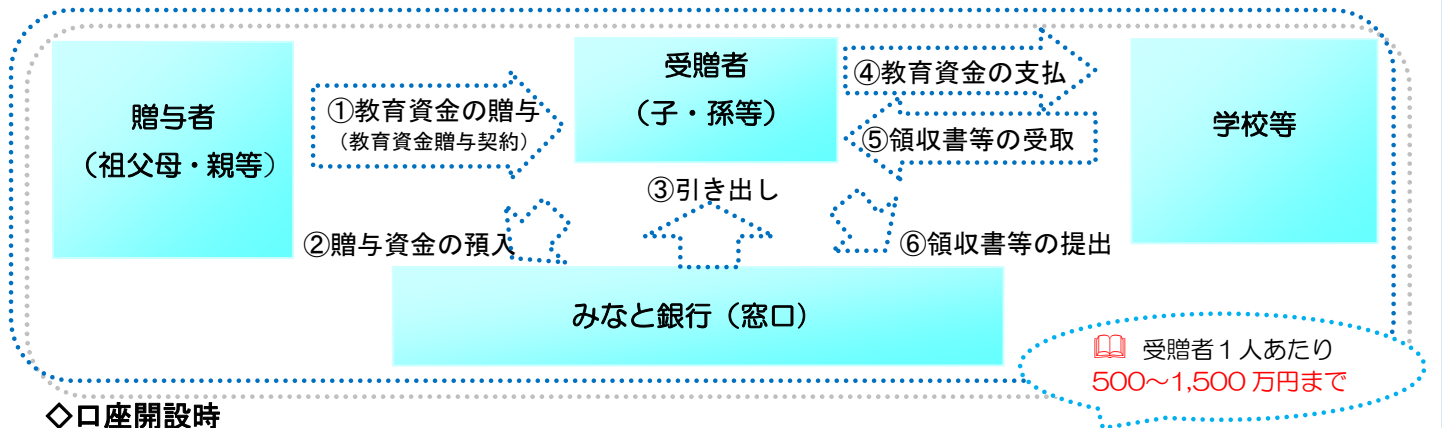 贈与者
(祖父母・親等)
①教育資金の贈与
(教育資金贈与契約)
受贈者
(子・孫等)
④教育資金の支払
⑤領収書等の受取
学校等
②贈与資金の預入
③引き出し
⑥領収書等の提出
みなと銀行(窓口)
受贈者1人あたり
500~1,500万円まで
◇口座開設時